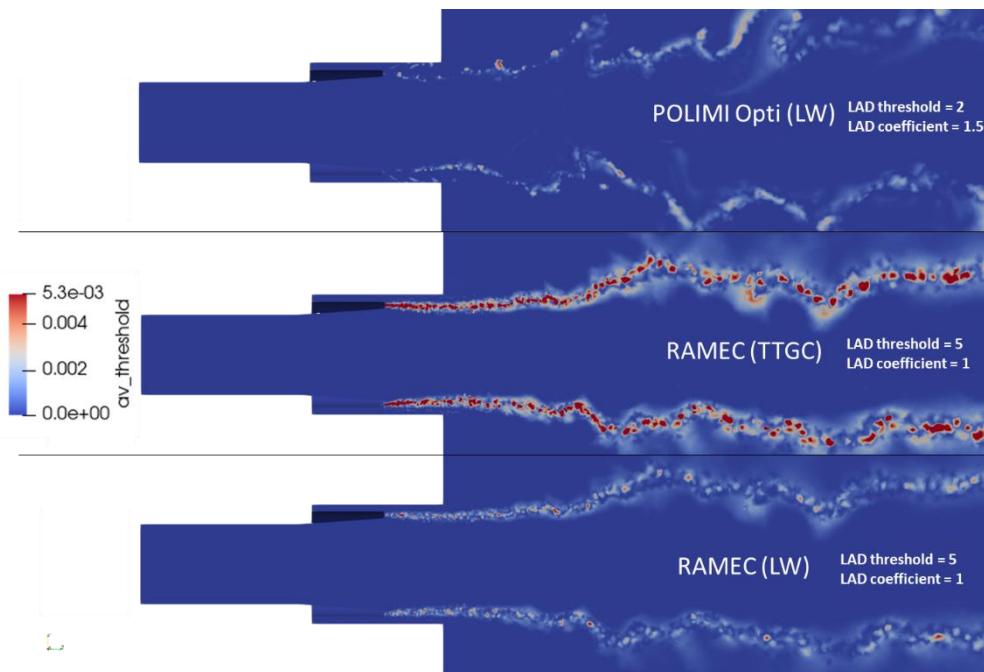 POLIMI Opti (LW)
LAD threshold = 2
LAD coefficient = 1.5
5.3e-03
0.004
0.002
0.0e+00
av_threshold
RAMEC (TTGC)
LAD threshold = 5
LAD coefficient = 1
RAMEC (LW)
LAD threshold = 5
LAD coefficient = 1